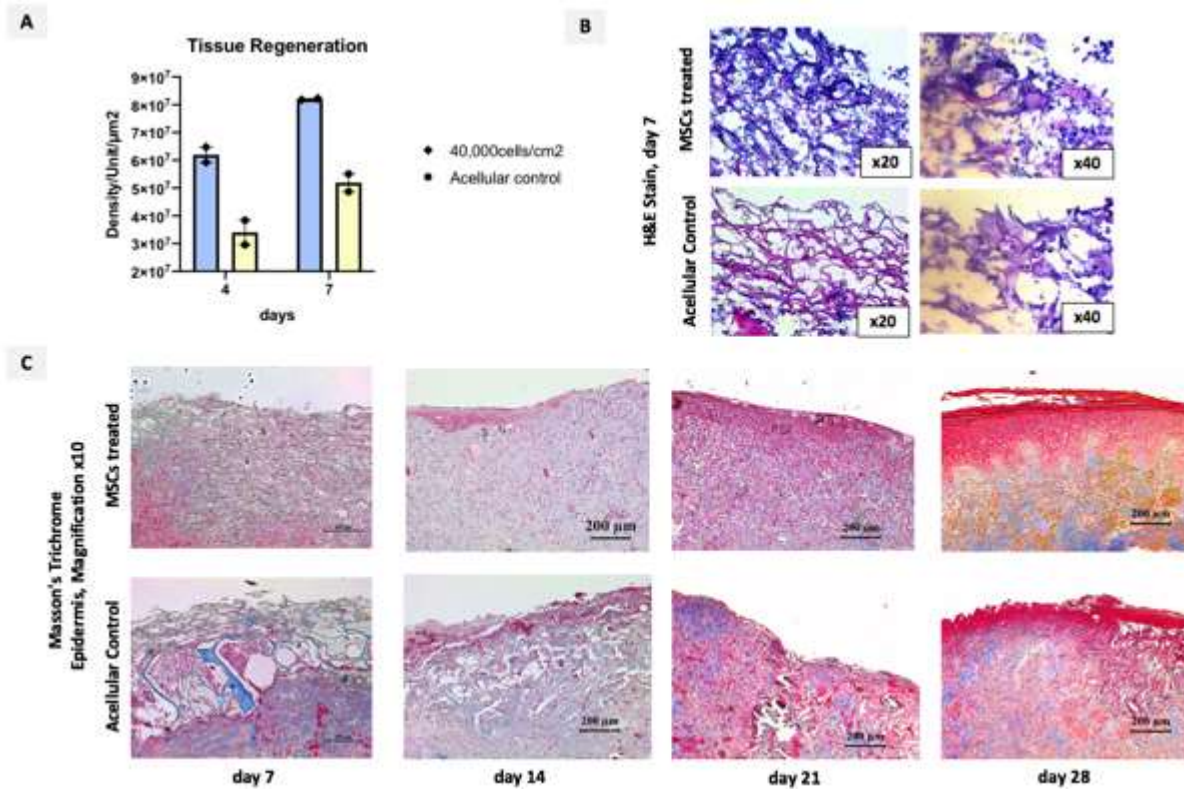 A
Tissue Regeneration
Density/Unit/µm2
9×10⁷
8×10⁷
7×10⁷
6×10⁷
5×10⁷
4×10⁷
3×10⁷
2×10⁷
4
7
days
40,000cells/cm2
Acellular control
B
H&E Stain, day 7
MSCs treated
x20
x40
Acellular Control
x20
x40
C
Masson's Trichrome
Epidermis, Magnification x10
MSCs treated
200 µm
200 µm
200 µm
Acellular Control
200 µm
200 µm
200 µm
day 7
day 14
day 21
day 28